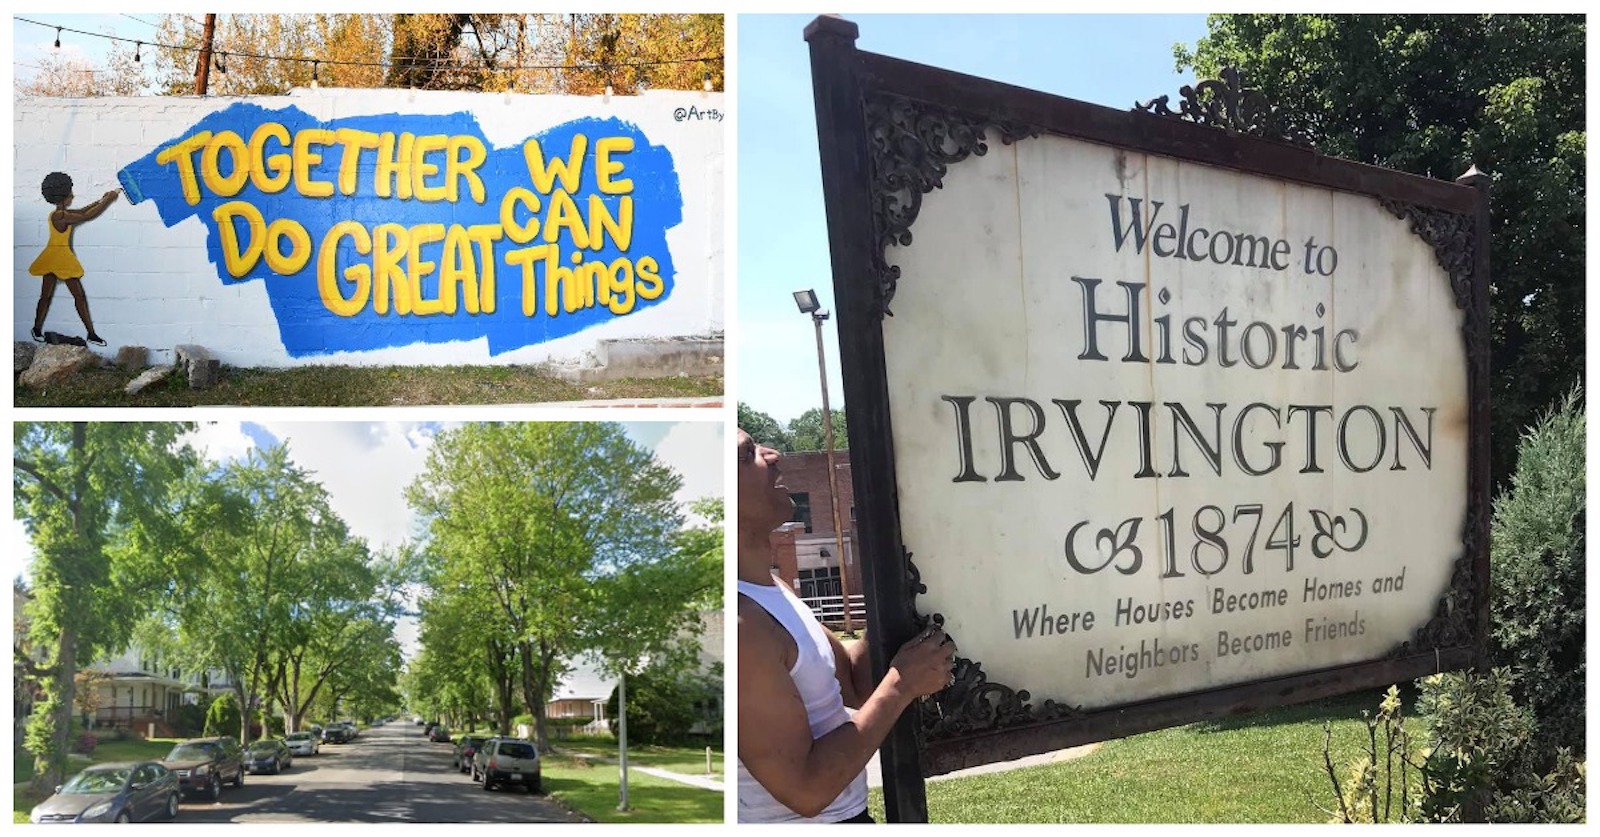 TOGETHER WE
CAN
DO GREAT Things
@ArtBy
Welcome to
Historic
IRVINGTON
1874
Where Houses Become Homes and
Neighbors Become Friends